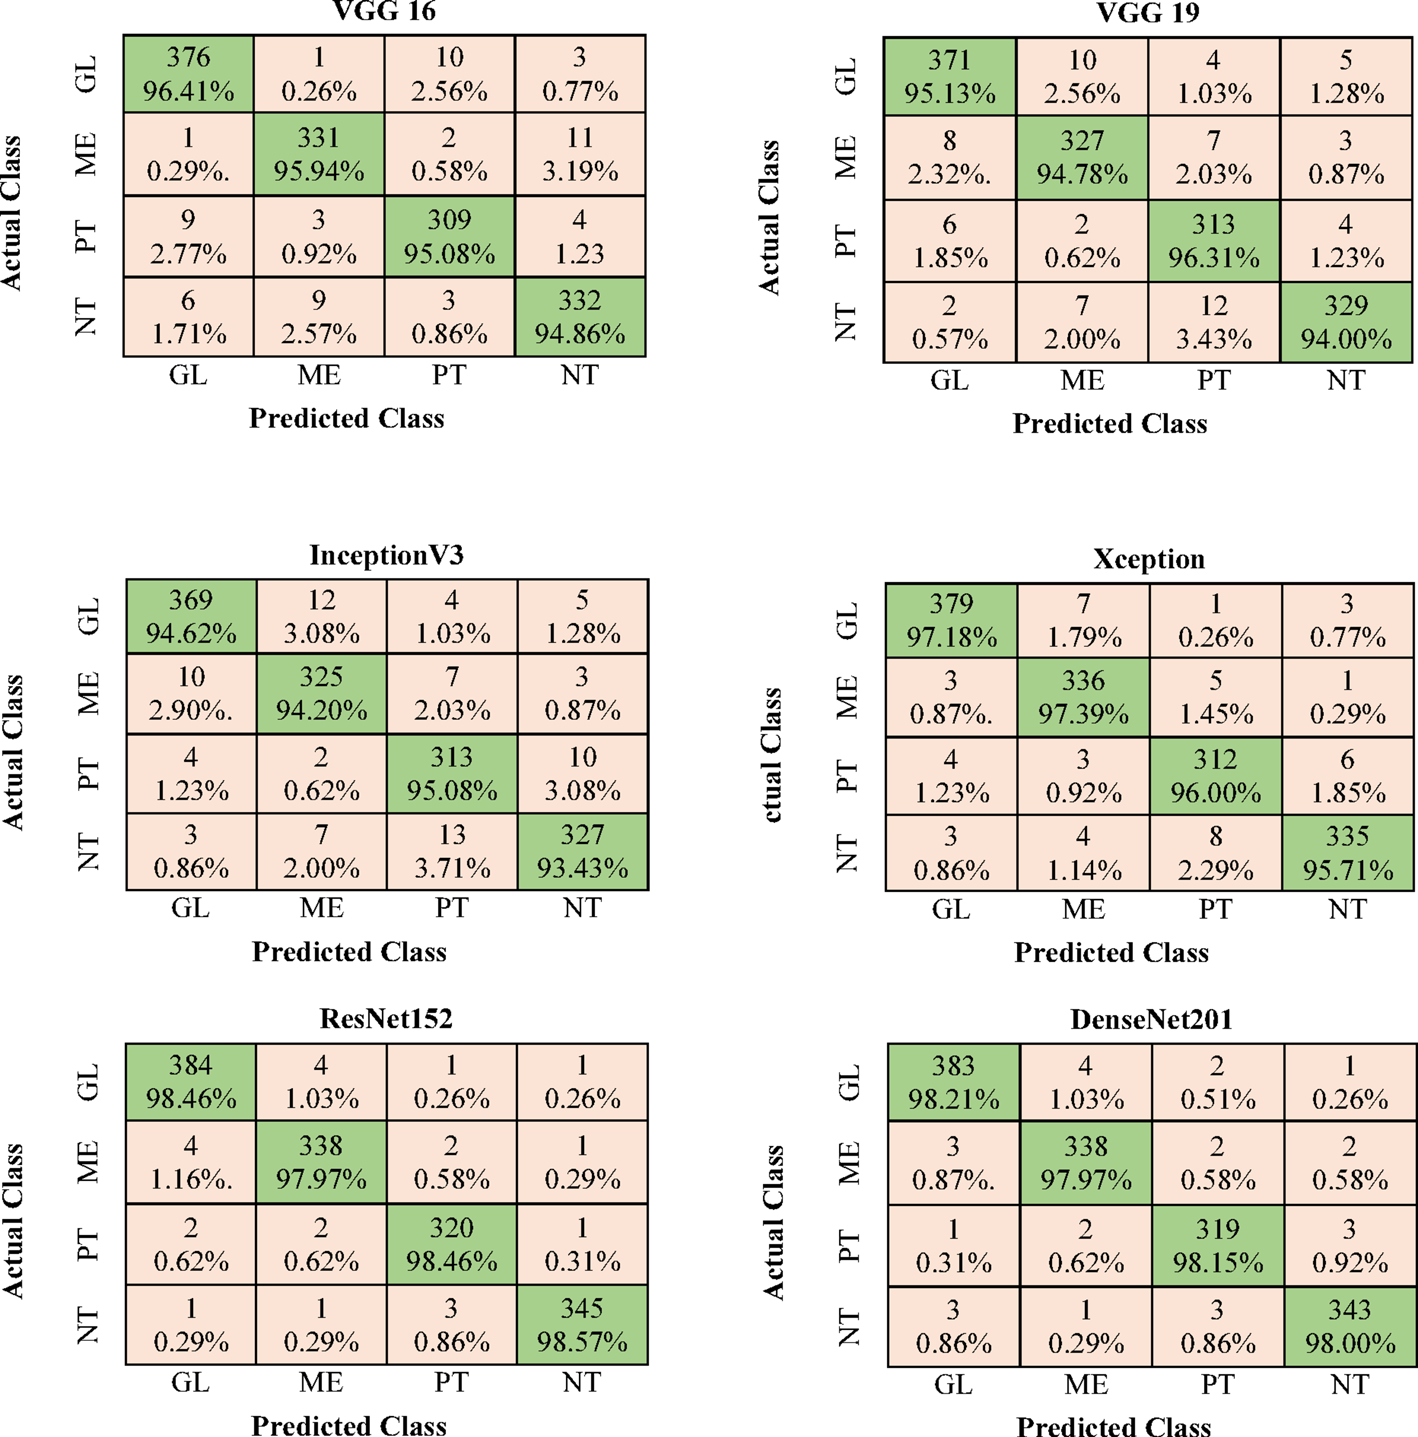 VGG 16
GL 376 1 10 3
96.41% 0.26% 2.56% 0.77%
ME 1 331 2 11
0.29%. 95.94% 0.58% 3.19%
PT 9 3 309 4
2.77% 0.92% 95.08% 1.23
NT 6 9 3 332
1.71% 2.57% 0.86% 94.86%
GL ME PT NT
Actual Class
Predicted Class
VGG 19
GL 371 10 4 5
95.13% 2.56% 1.03% 1.28%
ME 8 327 7 3
2.32%. 94.78% 2.03% 0.87%
PT 6 2 313 4
1.85% 0.62% 96.31% 1.23%
NT 2 7 12 329
0.57% 2.00% 3.43% 94.00%
GL ME PT NT
Actual Class
Predicted Class
InceptionV3
GL 369 12 4 5
94.62% 3.08% 1.03% 1.28%
ME 10 325 7 3
2.90%. 94.20% 2.03% 0.87%
PT 4 2 313 10
1.23% 0.62% 95.08% 3.08%
NT 3 7 13 327
0.86% 2.00% 3.71% 93.43%
GL ME PT NT
Actual Class
Predicted Class
Xception
GL 379 7 1 3
97.18% 1.79% 0.26% 0.77%
ME 3 336 5 1
0.87%. 97.39% 1.45% 0.29%
PT 4 3 312 6
1.23% 0.92% 96.00% 1.85%
NT 3 4 8 335
0.86% 1.14% 2.29% 95.71%
GL ME PT NT
ctual Class
Predicted Class
ResNet152
GL 384 4 1 1
98.46% 1.03% 0.26% 0.26%
ME 4 338 2 1
1.16%. 97.97% 0.58% 0.29%
PT 2 2 320 1
0.62% 0.62% 98.46% 0.31%
NT 1 1 3 345
0.29% 0.29% 0.86% 98.57%
GL ME PT NT
Actual Class
Predicted Class
DenseNet201
GL 383 4 2 1
98.21% 1.03% 0.51% 0.26%
ME 3 338 2 2
0.87%. 97.97% 0.58% 0.58%
PT 1 2 319 3
0.31% 0.62% 98.15% 0.92%
NT 3 1 3 343
0.86% 0.29% 0.86% 98.00%
GL ME PT NT
Actual Class
Predicted Class